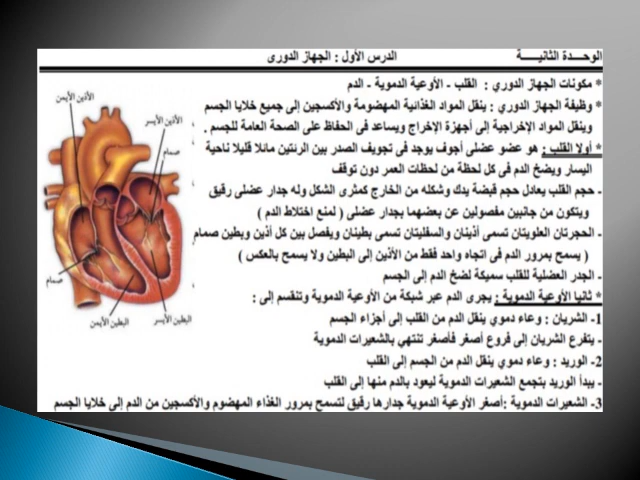 الوحـــدة الثانيـــة الدرس الأول : الجهاز الدورى
* مكونات الجهاز الدوري : القلب - الأوعية الدموية - الدم
* وظيفة الجهاز الدوري : ينقل المواد الغذائية المهضومة والأكسجين إلى جميع خلايا الجسم
وينقل المواد الإخراجية إلى أجهزة الإخراج ويساعد فى الحفاظ على الصحة العامة للجسم .
* أولا القلب : هو عضو عضلى أجوف يوجد فى تجويف الصدر بين الرئتين مائلا قليلا ناحية
اليسار ويضخ الدم فى كل لحظة من لحظات العمر دون توقف
- حجم القلب يعادل حجم قبضة يدك وشكله من الخارج كمثرى الشكل وله جدار عضلى رقيق
ويتكون من جانبين مفصولين عن بعضهما بجدار عضلى ( لمنع اختلاط الدم )
- الحجرتان العلويتان تسمى أذينان والسفليتان تسمى بطينان ويفصل بين كل أذين وبطين صمام
( يسمح بمرور الدم فى اتجاه واحد فقط من الأذين إلى البطين ولا يسمح بالعكس )
- الجدر العضلية للقلب سميكة لضخ الدم إلى الجسم
* ثانيا الأوعية الدموية : يجرى الدم عبر شبكة من الأوعية الدموية وتنقسم إلى :
1- الشريان : وعاء دموي ينقل الدم من القلب إلى أجزاء الجسم
- يتفرع الشريان إلى فروع أصغر فأصغر تنتهي بالشعيرات الدموية
2- الوريد : وعاء دموي ينقل الدم من الجسم إلى القلب
- يبدأ الوريد بتجمع الشعيرات الدموية ليعود بالدم منها إلى القلب
3- الشعيرات الدموية :أصغر الأوعية الدموية جدارها رقيق لتسمح بمرور الغذاء المهضوم والأكسجين من الدم إلى خلايا الجسم
الأذين الأيمن
الأذين الأيسر
صمام
صمام
البطين الأيسر
البطين الأيمن